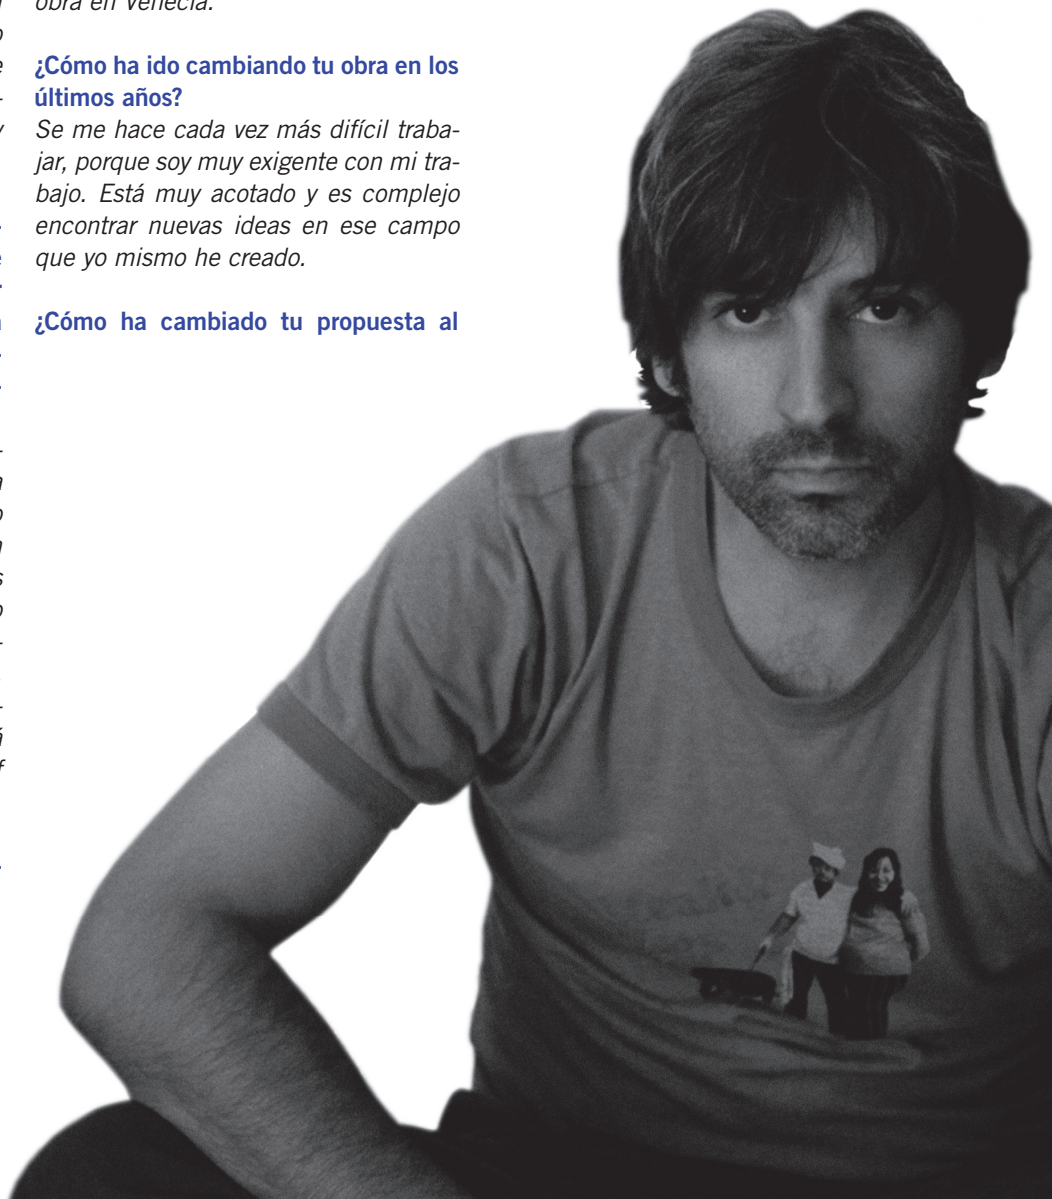 obra en Venecia.
¿Cómo ha ido cambiando tu obra en los
últimos años?
Se me hace cada vez más difícil traba-
jar, porque soy muy exigente con mi tra-
bajo. Está muy acotado y es complejo
encontrar nuevas ideas en ese campo
que yo mismo he creado.
¿Cómo ha cambiado tu propuesta al